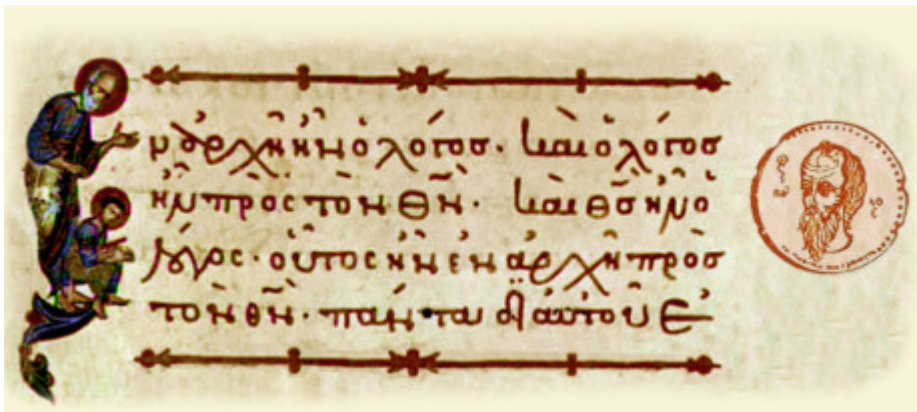 Ἐν ἀρχῇ ἦν ὁ λόγος· καὶ ὁ λόγος
ἦν πρὸς τὸν θν̅· καὶ θς̅ ἦν ὁ
λόγος· οὗτος ἦν ἐν ἀρχῇ πρὸς
τὸν θν̅· πάντα δι αὐτοῦ ἐ